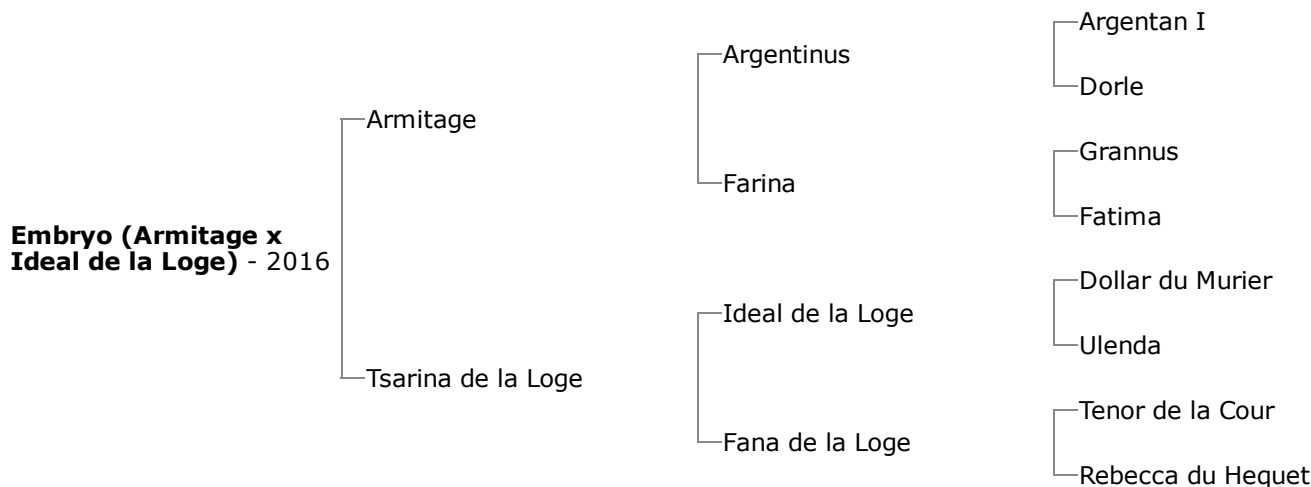 Argentan I
Argentinus
Dorle
Armitage
Grannus
Farina
Fatima
Embryo (Armitage x
Ideal de la Loge) - 2016
Dollar du Murier
Ideal de la Loge
Ulenda
Tsarina de la Loge
Tenor de la Cour
Fana de la Loge
Rebecca du Hequet